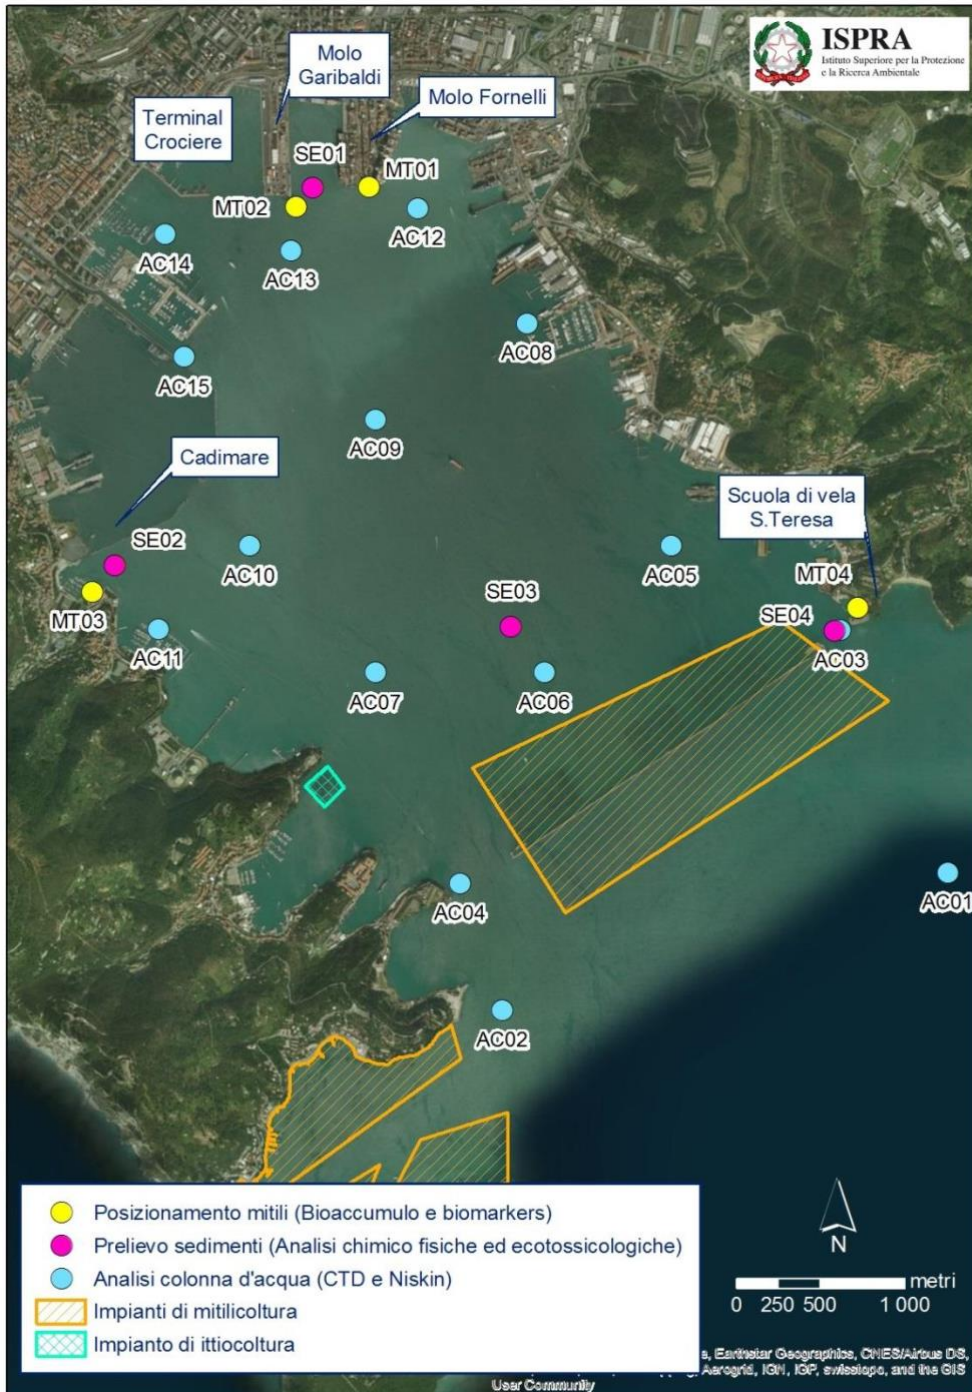 ISPRA
Istituto Superiore per la Protezione
e la Ricerca Ambientale
Molo
Garibaldi
Molo Fornelli
Terminal
Crociere
SE01
MT01
MT02
AC12
AC14
AC13
AC08
AC15
AC09
Cadimare
Scuola di vela
S.Teresa
SE02
AC10
AC05
MT04
SE03
MT03
SE04
AC11
AC03
AC07
AC06
AC04
AC01
AC02
Posizionamento mitili (Bioaccumulo e biomarkers)
Prelievo sedimenti (Analisi chimico fisiche ed ecotossicologiche)
Analisi colonna d'acqua (CTD e Niskin)
Impianti di mitilicoltura
Impianto di ittiocoltura
N
metri
0 250 500 1 000
Earthstar Geographics, CNES/Airbus DS,
Aerogrid, IGN, IGP, swisstopo, and the GIS
User Community